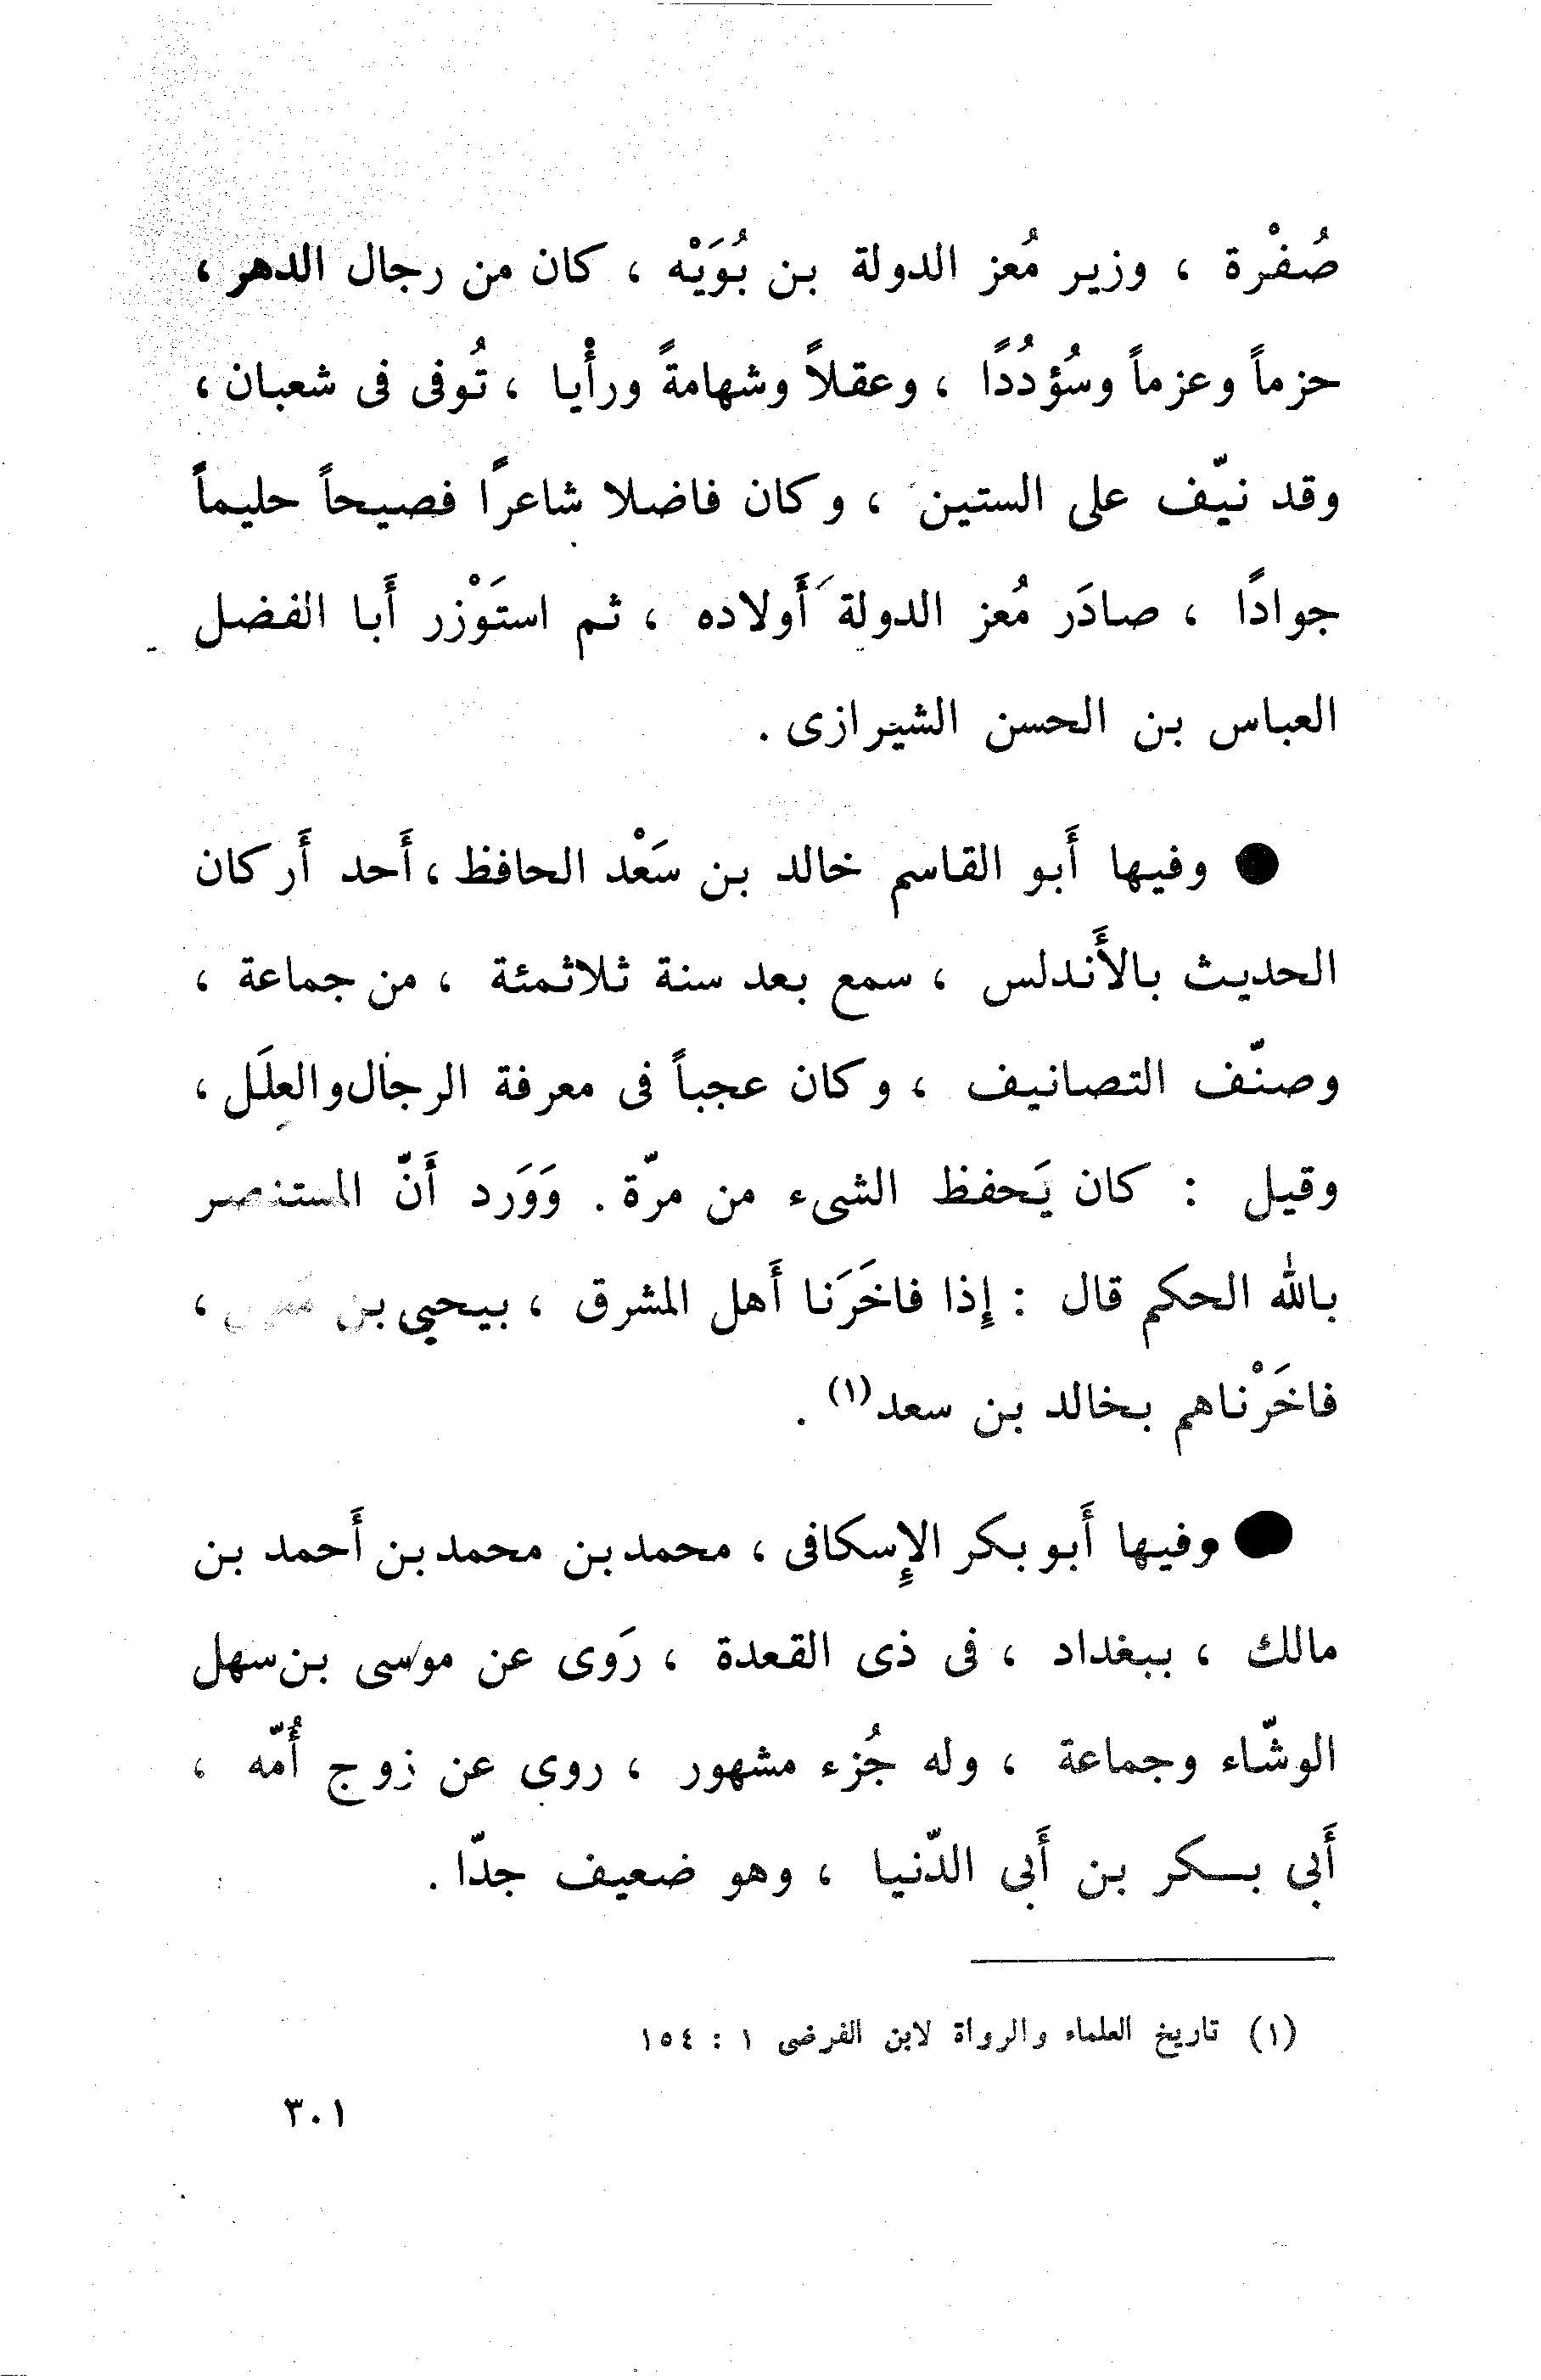 صُفْرة ، وزير مُعز الدولة بن بُوَيْه ، كان من رجال الدهر ،
حزماً وعزماً وسُؤدُدًا ، وعقلاً وشهامةً ورأْيا ، تُوفى فى شعبان ،
وقد نيّف على الستين ، وكان فاضلا شاعرًا فصيحاً حليماً
جوادًا ، صادَر مُعز الدولة أَولاده ، ثم استَوْزر أَبا الفضل
العباس بن الحسن الشيرازى .
● وفيها أَبو القاسم خالد بن سَعْد الحافظ ، أَحد أَركان
الحديث بالأَندلس ، سمع بعد سنة ثلاثمئة ، من جماعة ،
وصنّف التصانيف ، وكان عجباً فى معرفة الرجال والعلَل ،
وقيل : كان يَحفظ الشىء من مرّة . وَوَرد أَنّ المستنصر
بالله الحكم قال : إِذا فاخَرَنا أَهل المشرق ، بيحيى بن ،
فاخَرْناهم بخالد بن سعد (١) .
● وفيها أَبو بكر الإِسكافى ، محمد بن محمد بن أَحمد بن
مالك ، ببغداد ، فى ذى القعدة ، رَوى عن موسى بن سهل
الوشّاء وجماعة ، وله جُزء مشهور ، روى عن زوج أُمّه ،
أَبى بكر بن أَبى الدّنيا ، وهو ضعيف جدّا .
(١) تاريخ العلماء والرواة لابن الفرضى ١ : ١٥٤
٣٠١